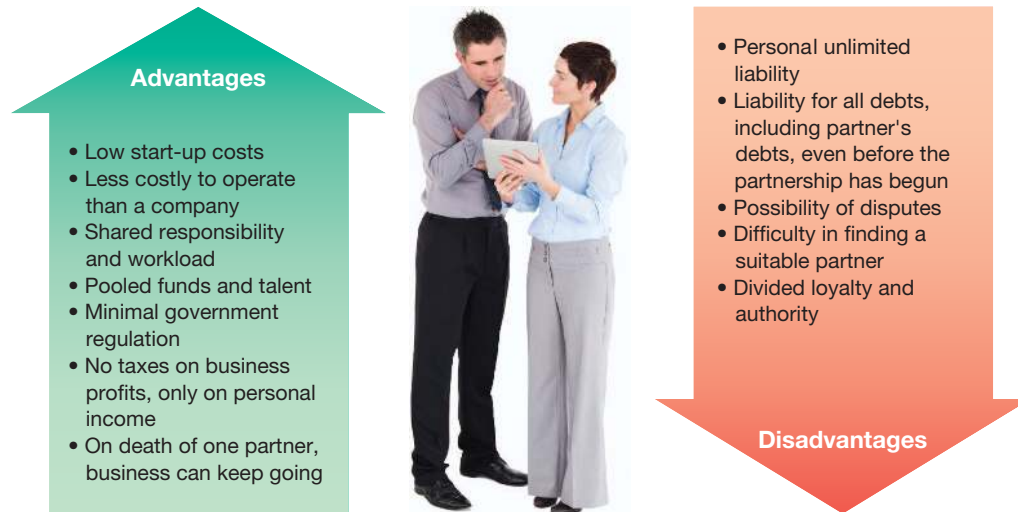 Advantages
• Low start-up costs
• Less costly to operate
than a company
• Shared responsibility
and workload
• Pooled funds and talent
• Minimal government
regulation
• No taxes on business
profits, only on personal
income
• On death of one partner,
business can keep going
• Personal unlimited
liability
• Liability for all debts,
including partner's
debts, even before the
partnership has begun
• Possibility of disputes
• Difficulty in finding a
suitable partner
• Divided loyalty and
authority
Disadvantages